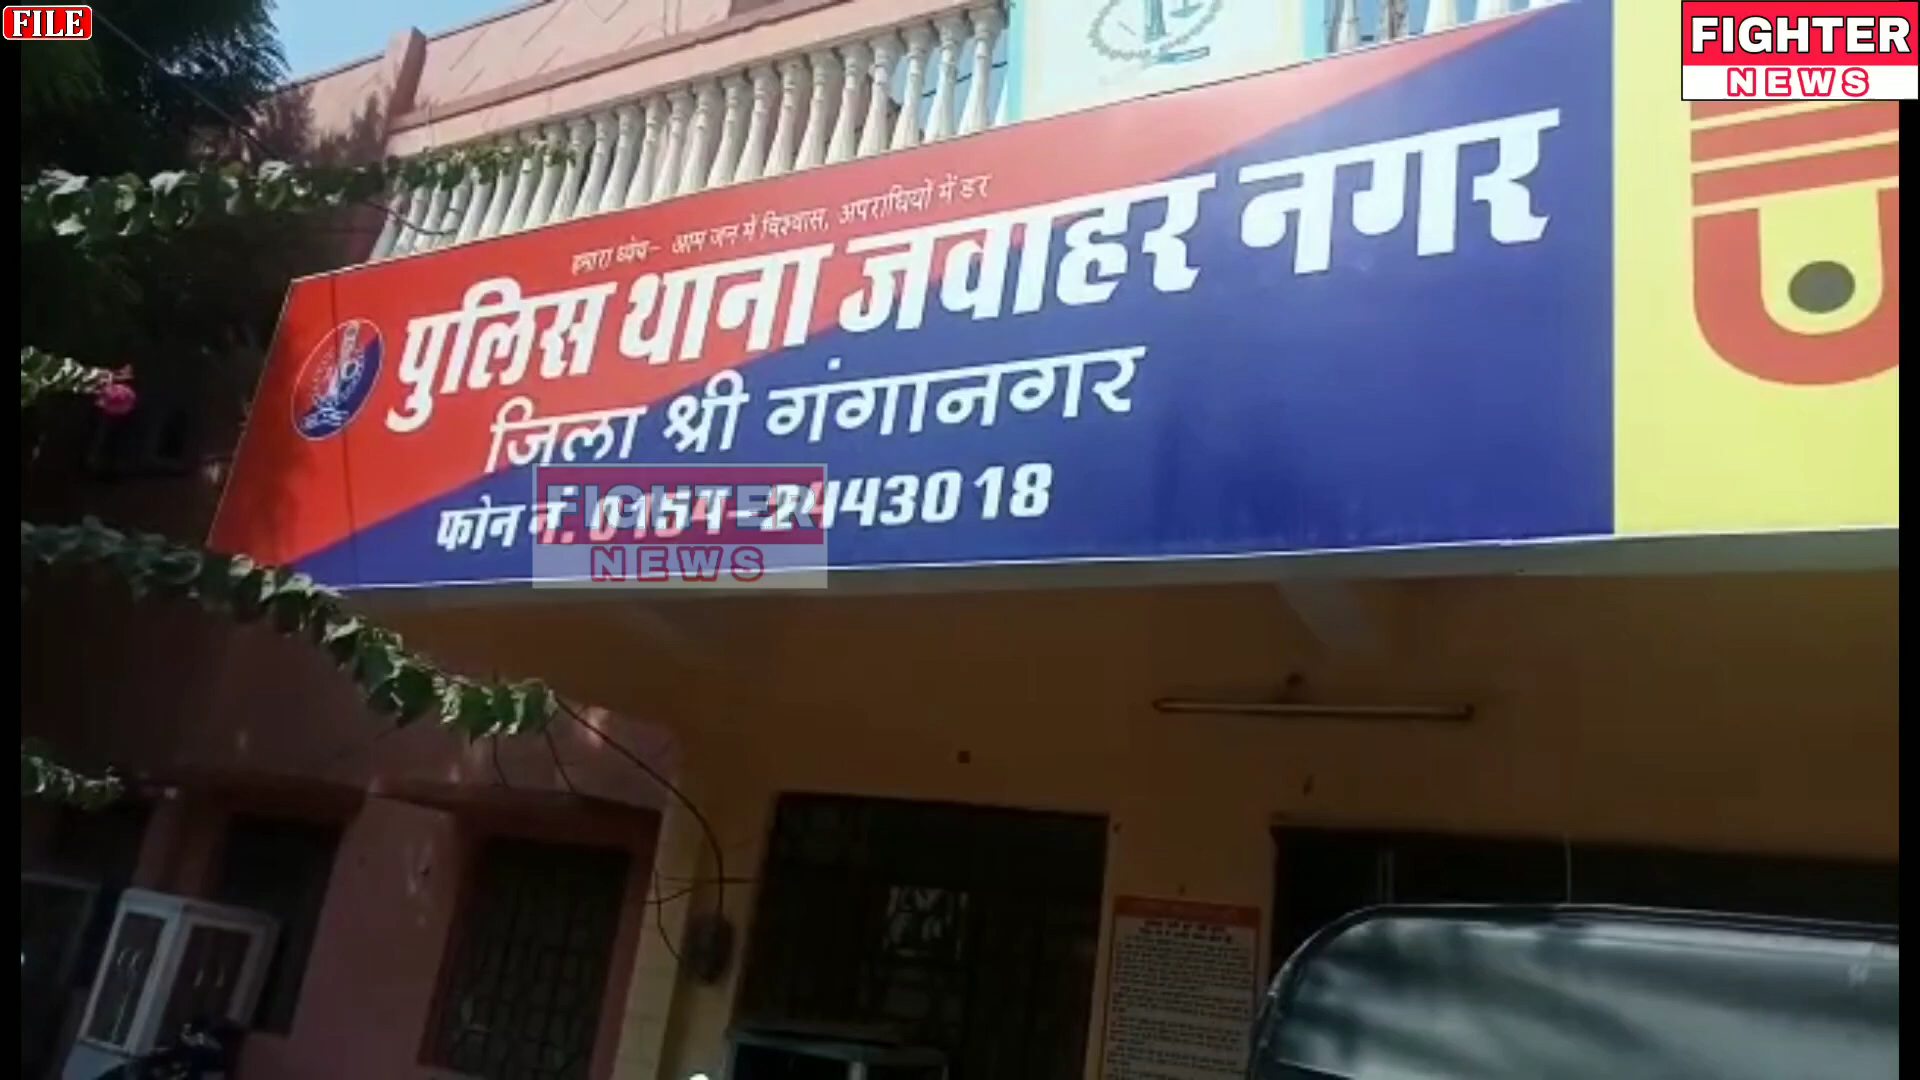 FILE
FIGHTER
NEWS
हमारा ध्येय- आम जन में विश्वास, अपराधियों में डर
पुलिस थाना जवाहर नगर
जिला श्री गंगानगर
फोन नं. 0154-2443018
FIGHTER
NEWS